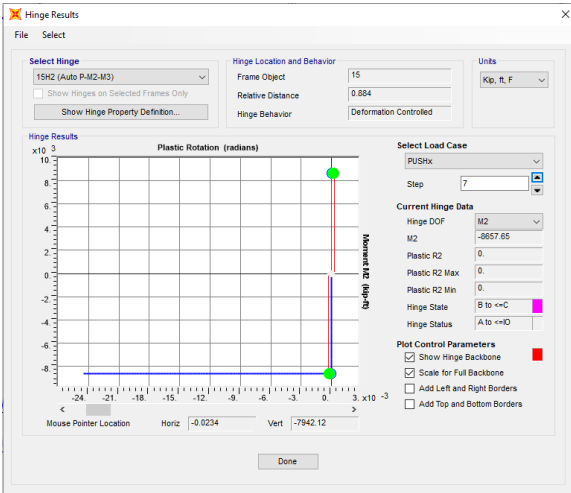 Hinge Results
File Select
Select Hinge
15H2 (Auto P-M2-M3)
Show Hinges on Selected Frames Only
Show Hinge Property Definition...
Hinge Location and Behavior
Frame Object 15
Relative Distance 0.884
Hinge Behavior Deformation Controlled
Units
Kip, ft, F
Hinge Results
x10 3
Plastic Rotation (radians)
10.
8.
6.
4.
2.
0.
-2.
-4.
-6.
-8.
Moment M2 (kip-ft)
-24. -21. -18. -15. -12. -9. -6. -3. 0. 3. x10 -3
Mouse Pointer Location Horiz -0.0234 Vert -7942.12
Select Load Case
PUSHx
Step 7
Current Hinge Data
Hinge DOF M2
M2 -8657.65
Plastic R2 0.
Plastic R2 Max 0.
Plastic R2 Min 0.
Hinge State B to <=C
Hinge Status A to <=IO
Plot Control Parameters
Show Hinge Backbone
Scale for Full Backbone
Add Left and Right Borders
Add Top and Bottom Borders
Done